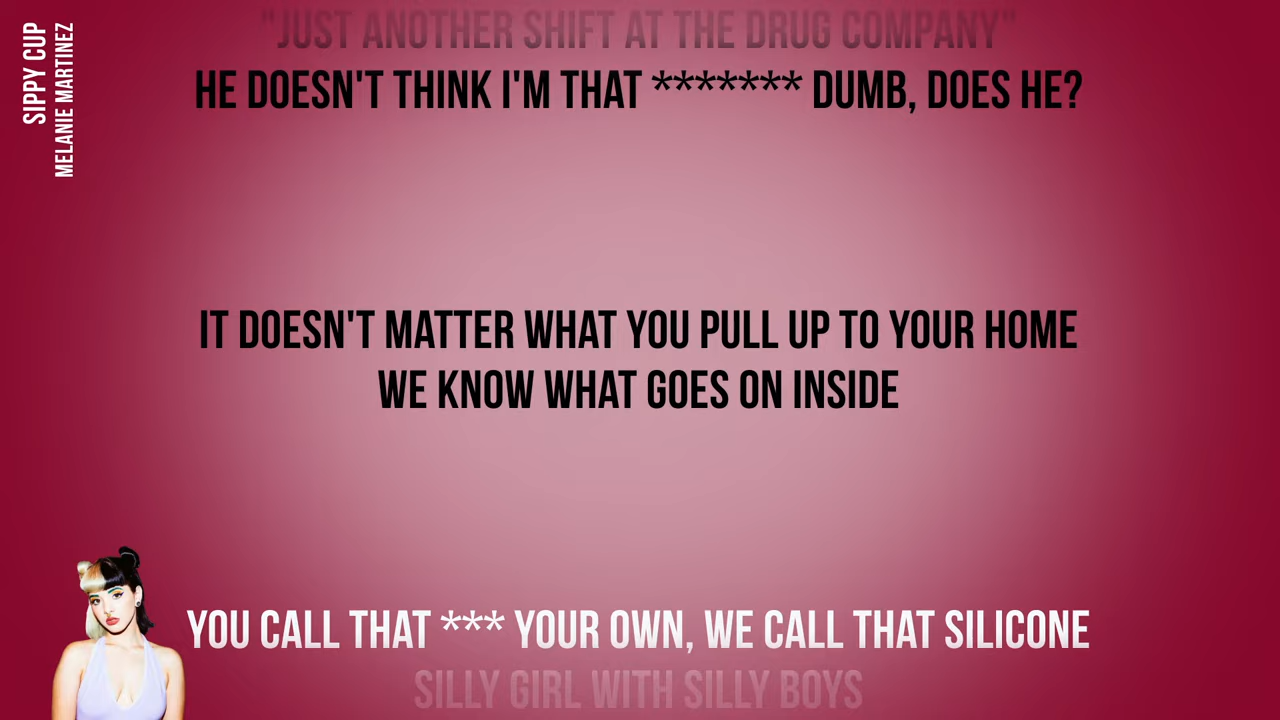 SIPPY CUP
MELANIE MARTINEZ
"JUST ANOTHER SHIFT AT THE DRUG COMPANY"
HE DOESN'T THINK I'M THAT ******* DUMB, DOES HE?
IT DOESN'T MATTER WHAT YOU PULL UP TO YOUR HOME
WE KNOW WHAT GOES ON INSIDE
YOU CALL THAT *** YOUR OWN, WE CALL THAT SILICONE
SILLY GIRL WITH SILLY BOYS